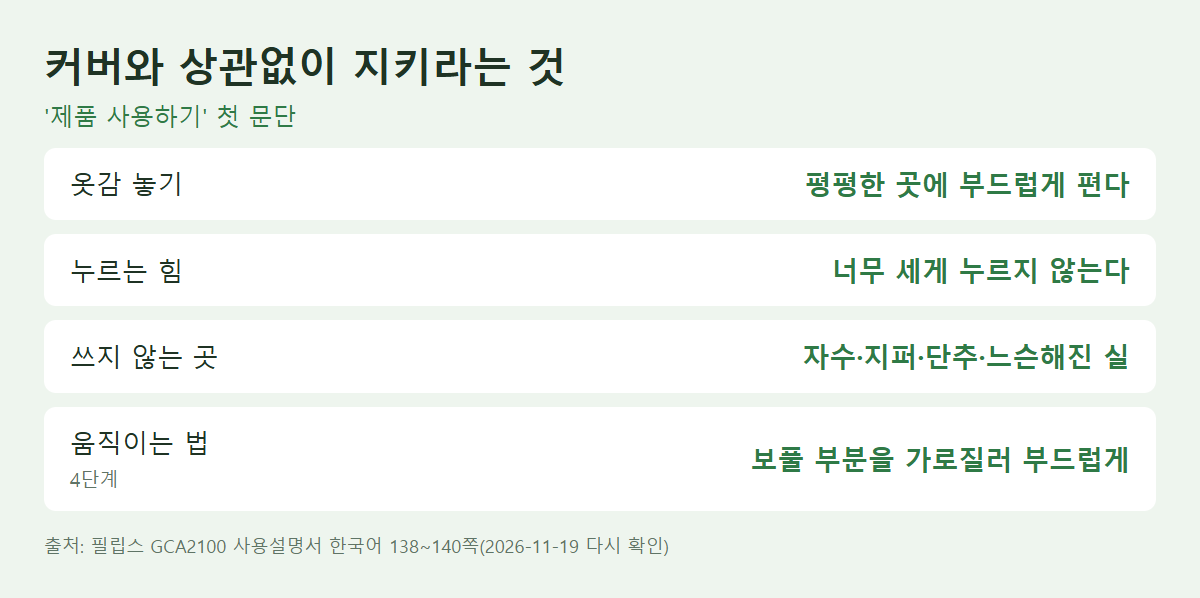 커버와 상관없이 지키라는 것
'제품 사용하기' 첫 문단
옷감 놓기
평평한 곳에 부드럽게 편다
누르는 힘
너무 세게 누르지 않는다
쓰지 않는 곳
자수·지퍼·단추·느슨해진 실
움직이는 법
4단계
보풀 부분을 가로질러 부드럽게
출처: 필립스 GCA2100 사용설명서 한국어 138~140쪽(2026-11-19 다시 확인)